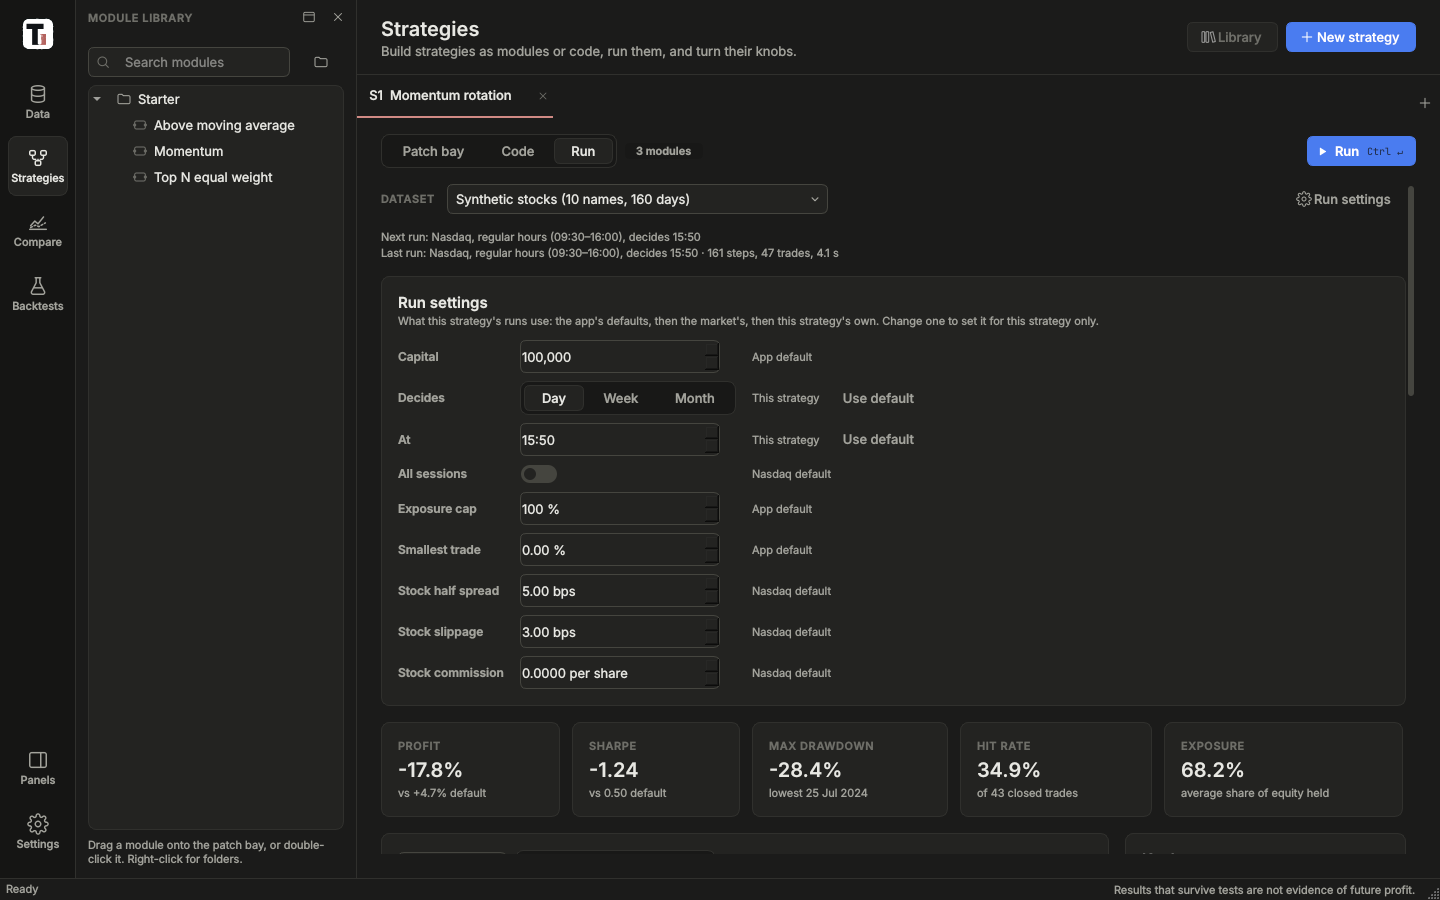 Ti
Data
Strategies
Compare
Backtests
Panels
Settings
MODULE LIBRARY
Search modules
Starter
Above moving average
Momentum
Top N equal weight
Drag a module onto the patch bay, or double-
click it. Right-click for folders.
Strategies
Build strategies as modules or code, run them, and turn their knobs.
Library
+ New strategy
S1 Momentum rotation
Patch bay Code Run 3 modules
Run Ctrl ↵
DATASET Synthetic stocks (10 names, 160 days)
Run settings
Next run: Nasdaq, regular hours (09:30–16:00), decides 15:50
Last run: Nasdaq, regular hours (09:30–16:00), decides 15:50 · 161 steps, 47 trades, 4.1 s
Run settings
What this strategy's runs use: the app's defaults, then the market's, then this strategy's own. Change one to set it for this strategy only.
Capital 100,000 App default
Decides Day Week Month This strategy Use default
At 15:50 This strategy Use default
All sessions Nasdaq default
Exposure cap 100 % App default
Smallest trade 0.00 % App default
Stock half spread 5.00 bps Nasdaq default
Stock slippage 3.00 bps Nasdaq default
Stock commission 0.0000 per share Nasdaq default
PROFIT
-17.8%
vs +4.7% default
SHARPE
-1.24
vs 0.50 default
MAX DRAWDOWN
-28.4%
lowest 25 Jul 2024
HIT RATE
34.9%
of 43 closed trades
EXPOSURE
68.2%
average share of equity held
Ready
Results that survive tests are not evidence of future profit.